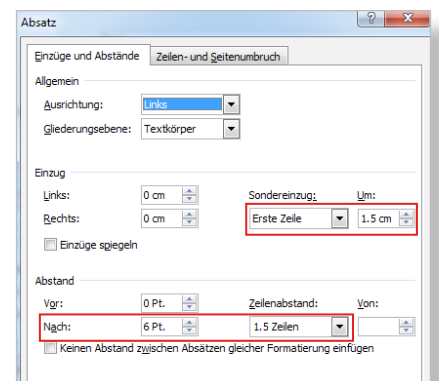 Absatz
Einzüge und Abstände Zeilen- und Seitenumbruch
Allgemein
Ausrichtung: Links
Gliederungsebene: Textkörper
Einzug
Links: 0 cm Sondereinzug: Um:
Rechts: 0 cm Erste Zeile 1.5 cm
Einzüge spiegeln
Abstand
Vor: 0 Pt. Zeilenabstand: Von:
Nach: 6 Pt. 1.5 Zeilen
Keinen Abstand zwischen Absätzen gleicher Formatierung einfügen